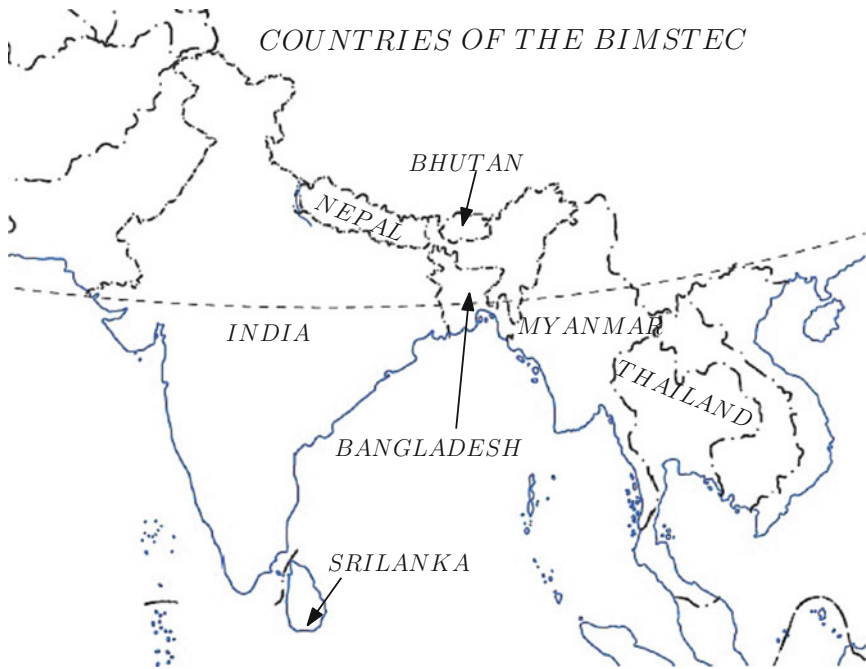 COUNTRIES OF THE BIMSTEC
BHUTAN
NEPAL
INDIA
MYANMAR
THAILAND
BANGLADESH
SRILANKA